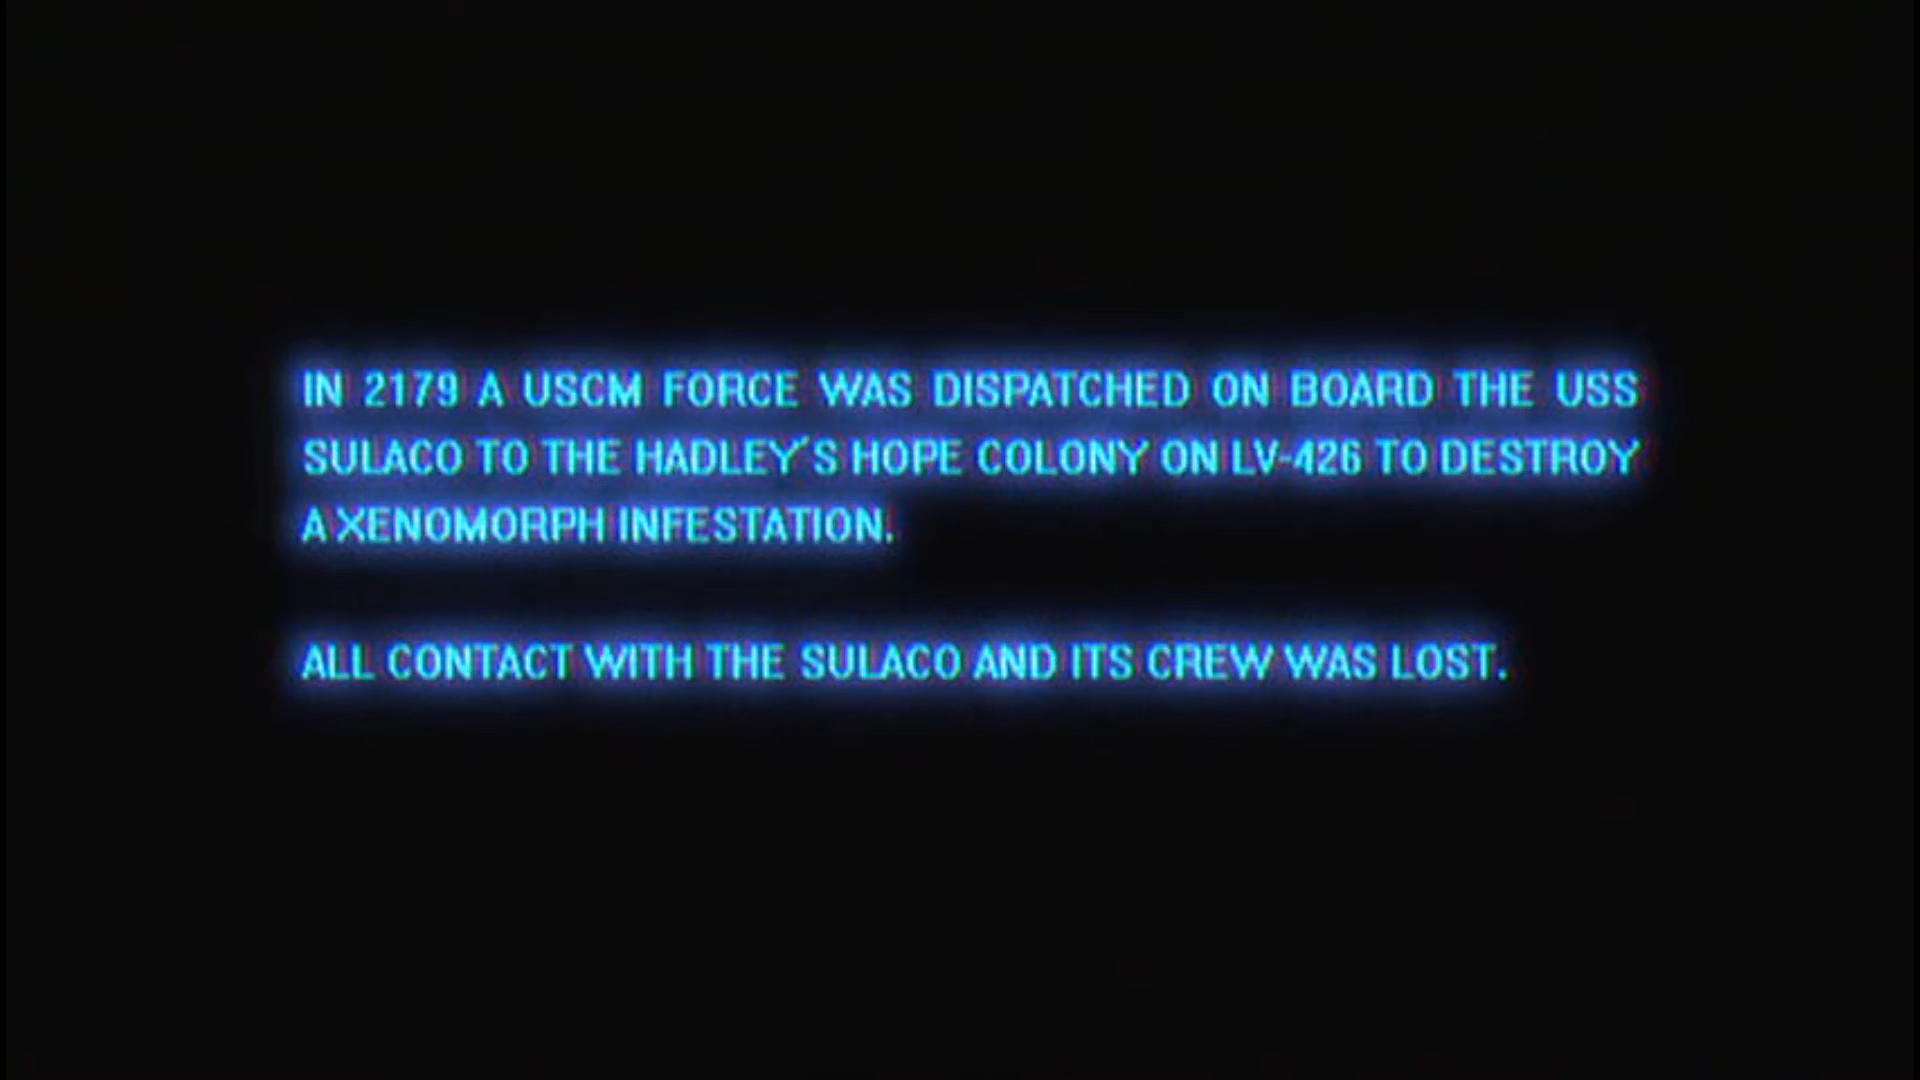 IN 2179 A USCM FORCE WAS DISPATCHED ON BOARD THE USS
SULACO TO THE HADLEY´S HOPE COLONY ON LV-426 TO DESTROY
A XENOMORPH INFESTATION.
ALL CONTACT WITH THE SULACO AND ITS CREW WAS LOST.